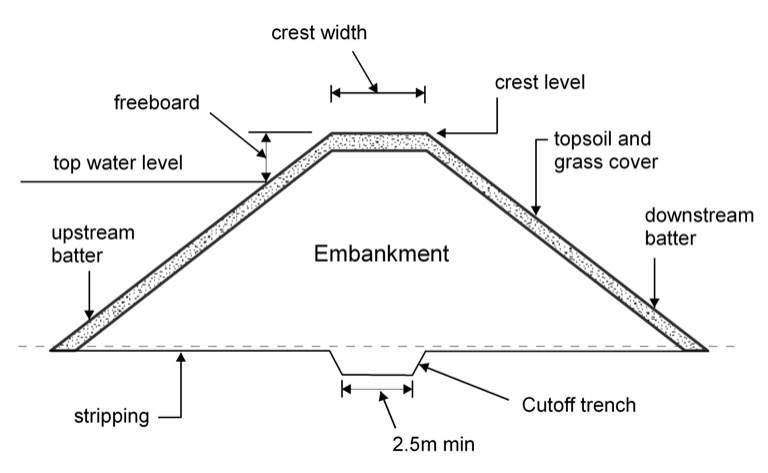 crest width
crest level
freeboard
topsoil and
grass cover
top water level
downstream
batter
upstream
batter
Embankment
stripping
Cutoff trench
2.5m min